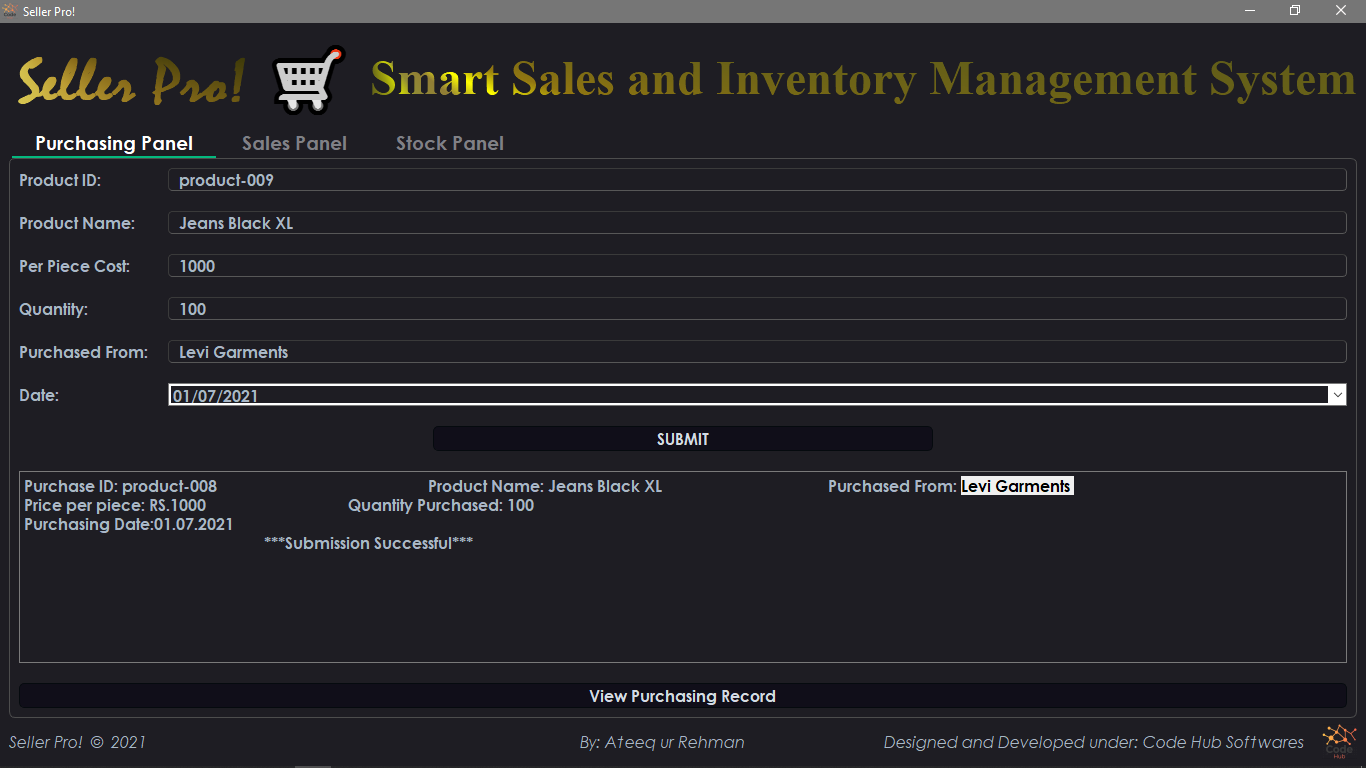 Seller Pro!
Seller Pro! Smart Sales and Inventory Management System
Purchasing Panel Sales Panel Stock Panel
Product ID: product-009
Product Name: Jeans Black XL
Per Piece Cost: 1000
Quantity: 100
Purchased From: Levi Garments
Date: 01/07/2021
SUBMIT
Purchase ID: product-008 Product Name: Jeans Black XL Purchased From: Levi Garments
Price per piece: RS.1000 Quantity Purchased: 100
Purchasing Date:01.07.2021
***Submission Successful***
View Purchasing Record
Seller Pro! © 2021 By: Ateeq ur Rehman Designed and Developed under: Code Hub Softwares
Code
Hub